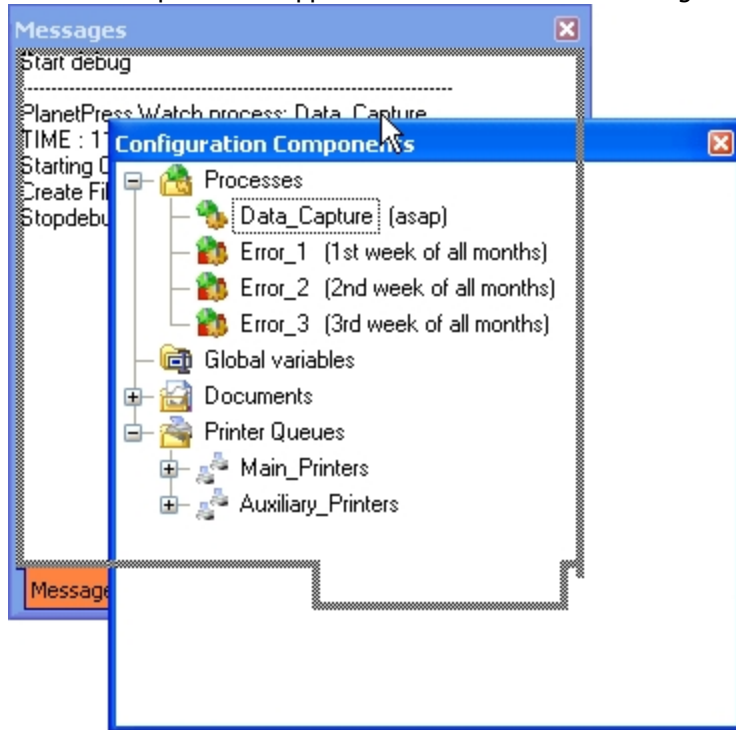 Messages
Start debug
PlanetPress Watch process: Data_Capture
TIME : 1
Starting
Create Fil
Stopdebu
Message
Configuration Components
Processes
Data_Capture (asap)
Error_1 (1st week of all months)
Error_2 (2nd week of all months)
Error_3 (3rd week of all months)
Global variables
Documents
Printer Queues
Main_Printers
Auxiliary_Printers